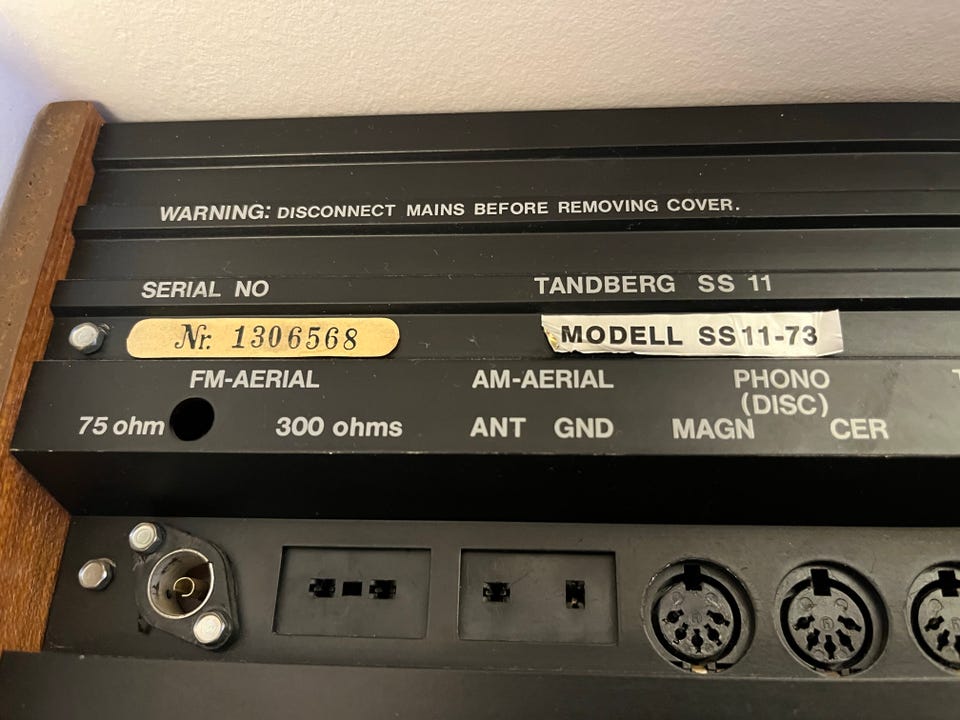 WARNING: DISCONNECT MAINS BEFORE REMOVING COVER.
SERIAL NO
TANDBERG SS 11
Nr. 1306568
MODELL SS11-73
FM-AERIAL
AM-AERIAL
PHONO
(DISC)
75 ohm
300 ohms
ANT GND
MAGN
CER